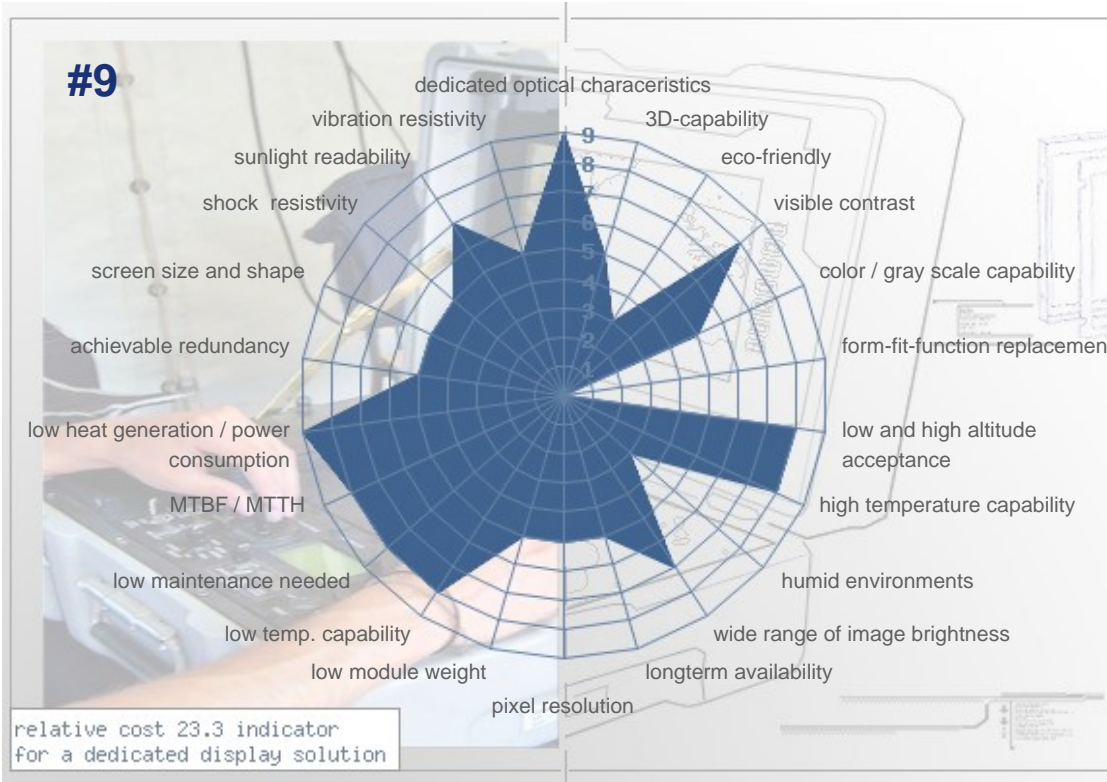 #9
dedicated optical characeristics
vibration resistivity
3D-capability
sunlight readability
eco-friendly
shock resistivity
visible contrast
screen size and shape
color / gray scale capability
achievable redundancy
form-fit-function replacemen
low heat generation / power
consumption
low and high altitude
acceptance
MTBF / MTTH
high temperature capability
low maintenance needed
humid environments
low temp. capability
wide range of image brightness
low module weight
longterm availability
pixel resolution
9
8
7
6
5
4
3
2
1
relative cost 23.3 indicator
for a dedicated display solution